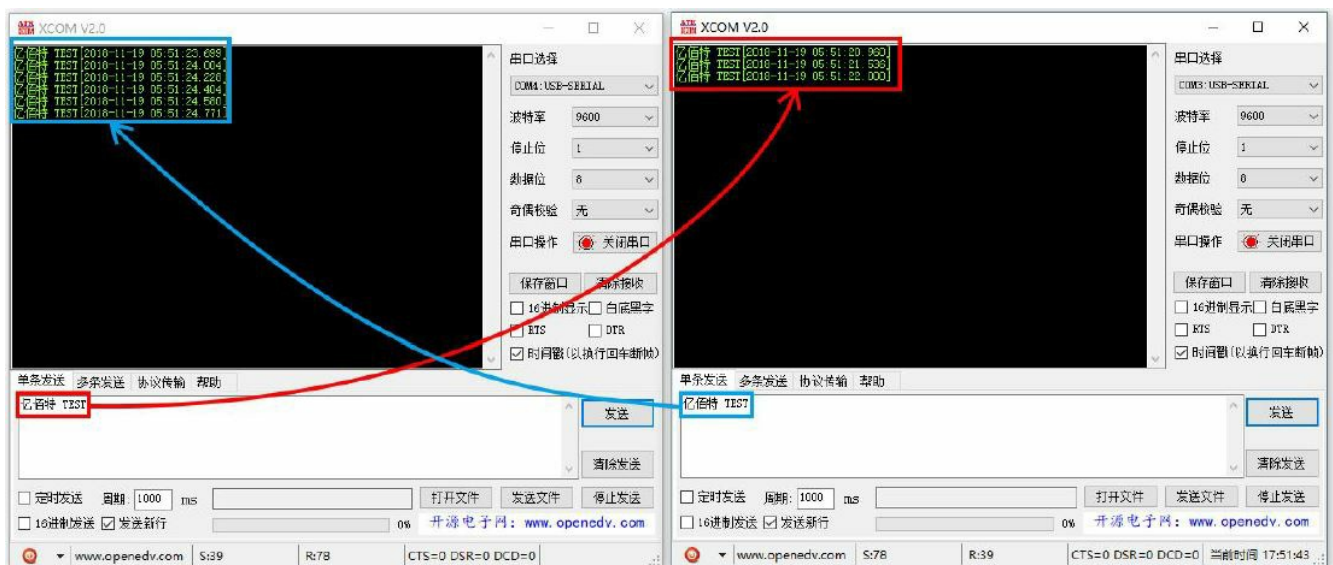 XCOM V2.0
亿佰特 TEST[2018-11-19 05:51:23.699]
亿佰特 TEST[2018-11-19 05:51:24.004]
亿佰特 TEST[2018-11-19 05:51:24.228]
亿佰特 TEST[2018-11-19 05:51:24.404]
亿佰特 TEST[2018-11-19 05:51:24.580]
亿佰特 TEST[2018-11-19 05:51:24.771]
串口选择
COM4:USB-SERIAL
波特率 9600
停止位 1
数据位 8
奇偶校验 无
串口操作 关闭串口
保存窗口 清除接收
16进制显示 白底黑字
RTS DTR
时间戳(以换行回车断帧)
单条发送 多条发送 协议传输 帮助
亿佰特 TEST
发送
清除发送
定时发送 周期: 1000 ms 打开文件 发送文件 停止发送
16进制发送 发送新行 0% 开源电子网：www.openedv.com
www.openedv.com S:39 R:78 CTS=0 DSR=0 DCD=0
XCOM V2.0
亿佰特 TEST[2018-11-19 05:51:20.960]
亿佰特 TEST[2018-11-19 05:51:21.536]
亿佰特 TEST[2018-11-19 05:51:22.000]
串口选择
COM3:USB-SERIAL
波特率 9600
停止位 1
数据位 8
奇偶校验 无
串口操作 关闭串口
保存窗口 清除接收
16进制显示 白底黑字
RTS DTR
时间戳(以换行回车断帧)
单条发送 多条发送 协议传输 帮助
亿佰特 TEST
发送
清除发送
定时发送 周期: 1000 ms 打开文件 发送文件 停止发送
16进制发送 发送新行 0% 开源电子网：www.openedv.com
www.openedv.com S:78 R:39 CTS=0 DSR=0 DCD=0 当前时间 17:51:43